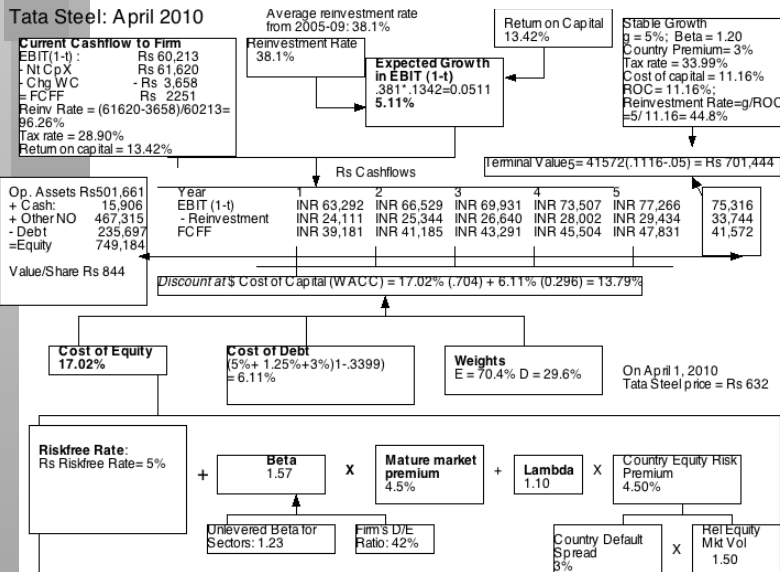 Tata Steel: April 2010
Average reinvestment rate
from 2005-09: 38.1%
Reinvestment Rate
38.1%
Return on Capital
13.42%
Current Cashflow to Firm
EBIT(1-t) : Rs 60,213
- Nt CpX Rs 61,620
- Chg WC - Rs 3,658
= FCFF Rs 2251
Reinv Rate = (61620-3658)/60213=
96.26%
Tax rate = 28.90%
Return on capital = 13.42%
Expected Growth
in EBIT (1-t)
.381*.1342=0.0511
5.11%
Stable Growth
g = 5%; Beta = 1.20
Country Premium= 3%
Tax rate = 33.99%
Cost of capital = 11.16%
ROC= 11.16%;
Reinvestment Rate=g/ROC
=5/ 11.16= 44.8%
Terminal Value5= 41572(.1116-.05) = Rs 701,444
Rs Cashflows
Op. Assets Rs501,661
+ Cash: 15,906
+ Other NO 467,315
- Debt 235,697
=Equity 749,184
Value/Share Rs 844
Year 1 2 3 4 5
EBIT (1-t) INR 63,292 INR 66,529 INR 69,931 INR 73,507 INR 77,266 75,316
- Reinvestment INR 24,111 INR 25,344 INR 26,640 INR 28,002 INR 29,434 33,744
FCFF INR 39,181 INR 41,185 INR 43,291 INR 45,504 INR 47,831 41,572
Discount at $ Cost of Capital (WACC) = 17.02% (.704) + 6.11% (0.296) = 13.79%
Cost of Equity
17.02%
Cost of Debt
(5%+ 1.25%+3%)1-.3399)
= 6.11%
Weights
E = 70.4% D = 29.6%
On April 1, 2010
Tata Steel price = Rs 632
Riskfree Rate:
Rs Riskfree Rate= 5%
+
Beta
1.57
X
Mature market
premium
4.5%
+
Lambda
1.10
X
Country Equity Risk
Premium
4.50%
Unlevered Beta for
Sectors: 1.23
Firm's D/E
Ratio: 42%
Country Default
Spread
3%
X
Rel Equity
Mkt Vol
1.50